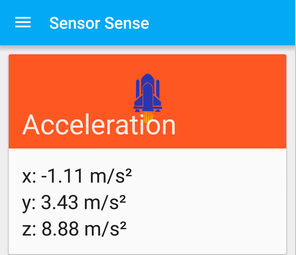 Sensor Sense
Acceleration
x: -1.11 m/s²
y: 3.43 m/s²
z: 8.88 m/s²